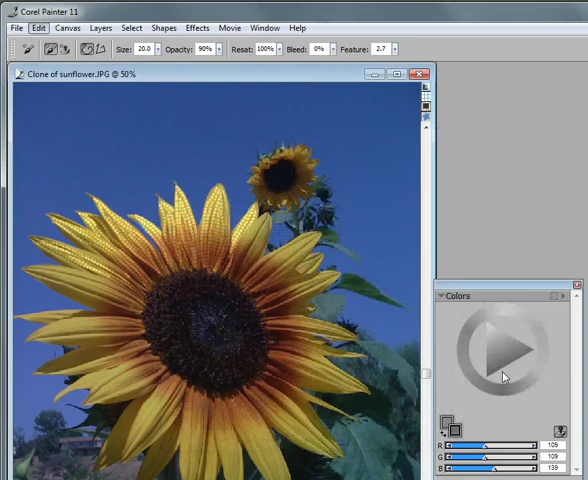 Corel Painter 11
File Edit Canvas Layers Select Shapes Effects Movie Window Help
Size: 20.0 Opacity: 90% Resat: 100% Bleed: 0% Feature: 2.7
Clone of sunflower.JPG @ 50%
Colors
R 109
G 109
B 139